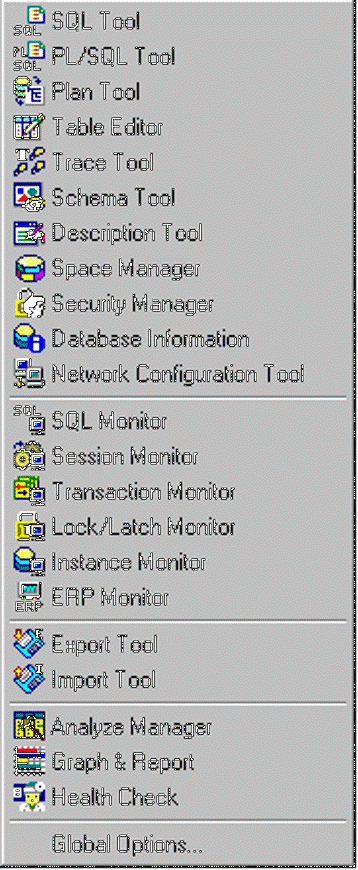 SQL Tool
PL/SQL Tool
Plan Tool
Table Editor
Trace Tool
Schema Tool
Description Tool
Space Manager
Security Manager
Database Information
Network Configuration Tool
SQL Monitor
Session Monitor
Transaction Monitor
Lock/Latch Monitor
Instance Monitor
ERP Monitor
Export Tool
Import Tool
Analyze Manager
Graph & Report
Health Check
Global Options...